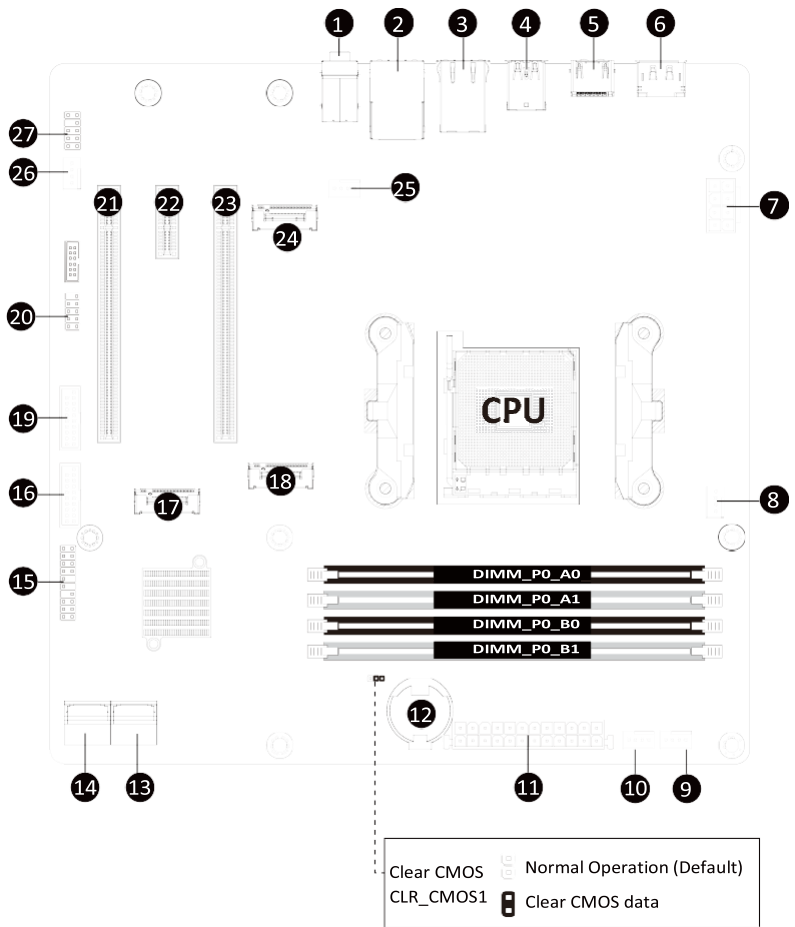 1 2 3 4 5 6
27
26
25
21 22 23
7
24
20
CPU
19
18
16
17
8
15
DIMM_P0_A0
DIMM_P0_A1
DIMM_P0_B0
DIMM_P0_B1
12
14 13 11 10 9
Clear CMOS
CLR_CMOS1
Normal Operation (Default)
Clear CMOS data